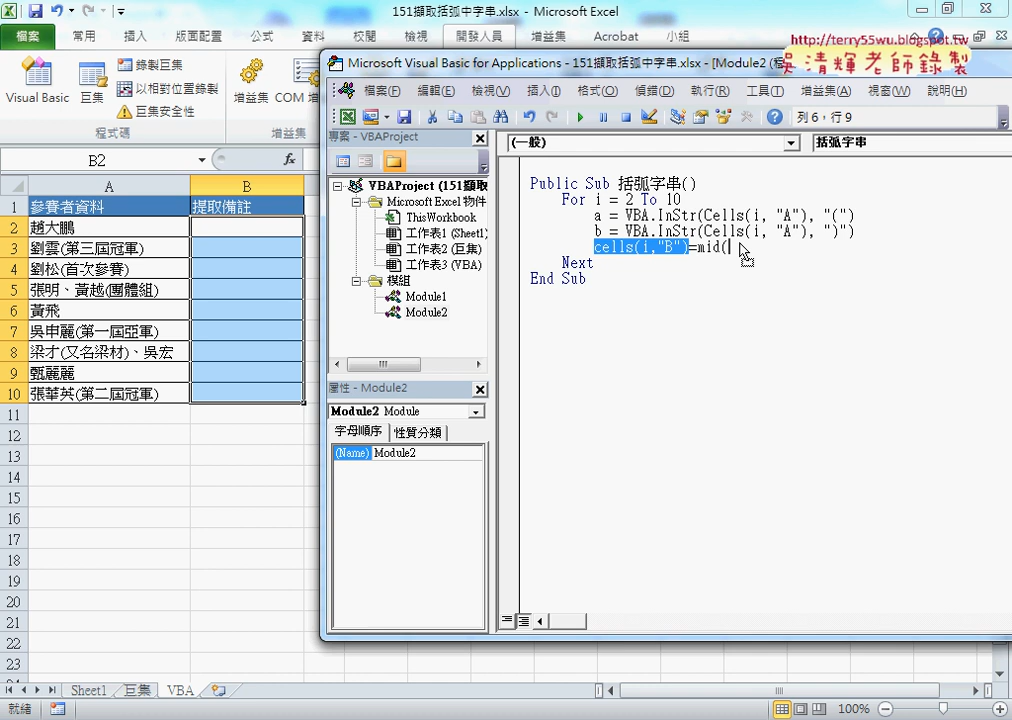 151擷取括弧中字串.xlsx - Microsoft Excel
檔案 常用 插入 版面配置 公式 資料 校閱 檢視 開發人員 增益集 Acrobat 小組
http://terry55wu.blogspot.tw
吳清輝老師錄製
Visual Basic 巨集 錄製巨集 以相對位置錄製 巨集安全性 增益集 COM 增
程式碼 增益集
B2 fx
Microsoft Visual Basic for Applications - 151擷取括弧中字串.xlsx - [Module2 (程
檔案(F) 編輯(E) 檢視(V) 插入(I) 格式(O) 偵錯(D) 執行(R) 工具(T) 增益集(A) 視窗(W) 說明(H)
列 6，行 9
專案 - VBAProject
(一般) 括弧字串
VBAProject (151擷取
Microsoft Excel 物件
ThisWorkbook
工作表1 (Sheet1)
工作表2 (巨集)
工作表3 (VBA)
模組
Module1
Module2
屬性 - Module2
Module2 Module
字母順序 性質分類
(Name) Module2
Public Sub 括弧字串()
For i = 2 To 10
a = VBA.InStr(Cells(i, "A"), "(")
b = VBA.InStr(Cells(i, "A"), ")")
cells(i,"B")=mid(
Next
End Sub
A B
1 參賽者資料 提取備註
2 趙大鵬
3 劉雲(第三屆冠軍)
4 劉松(首次參賽)
5 張明、黃越(團體組)
6 黃飛
7 吳申麗(第一屆亞軍)
8 梁才(又名梁材)、吳宏
9 甄麗麗
10 張華英(第二屆冠軍)
11
12
13
14
15
16
17
18
19
20
21
22
23
Sheet1 巨集 VBA
就緒 100%